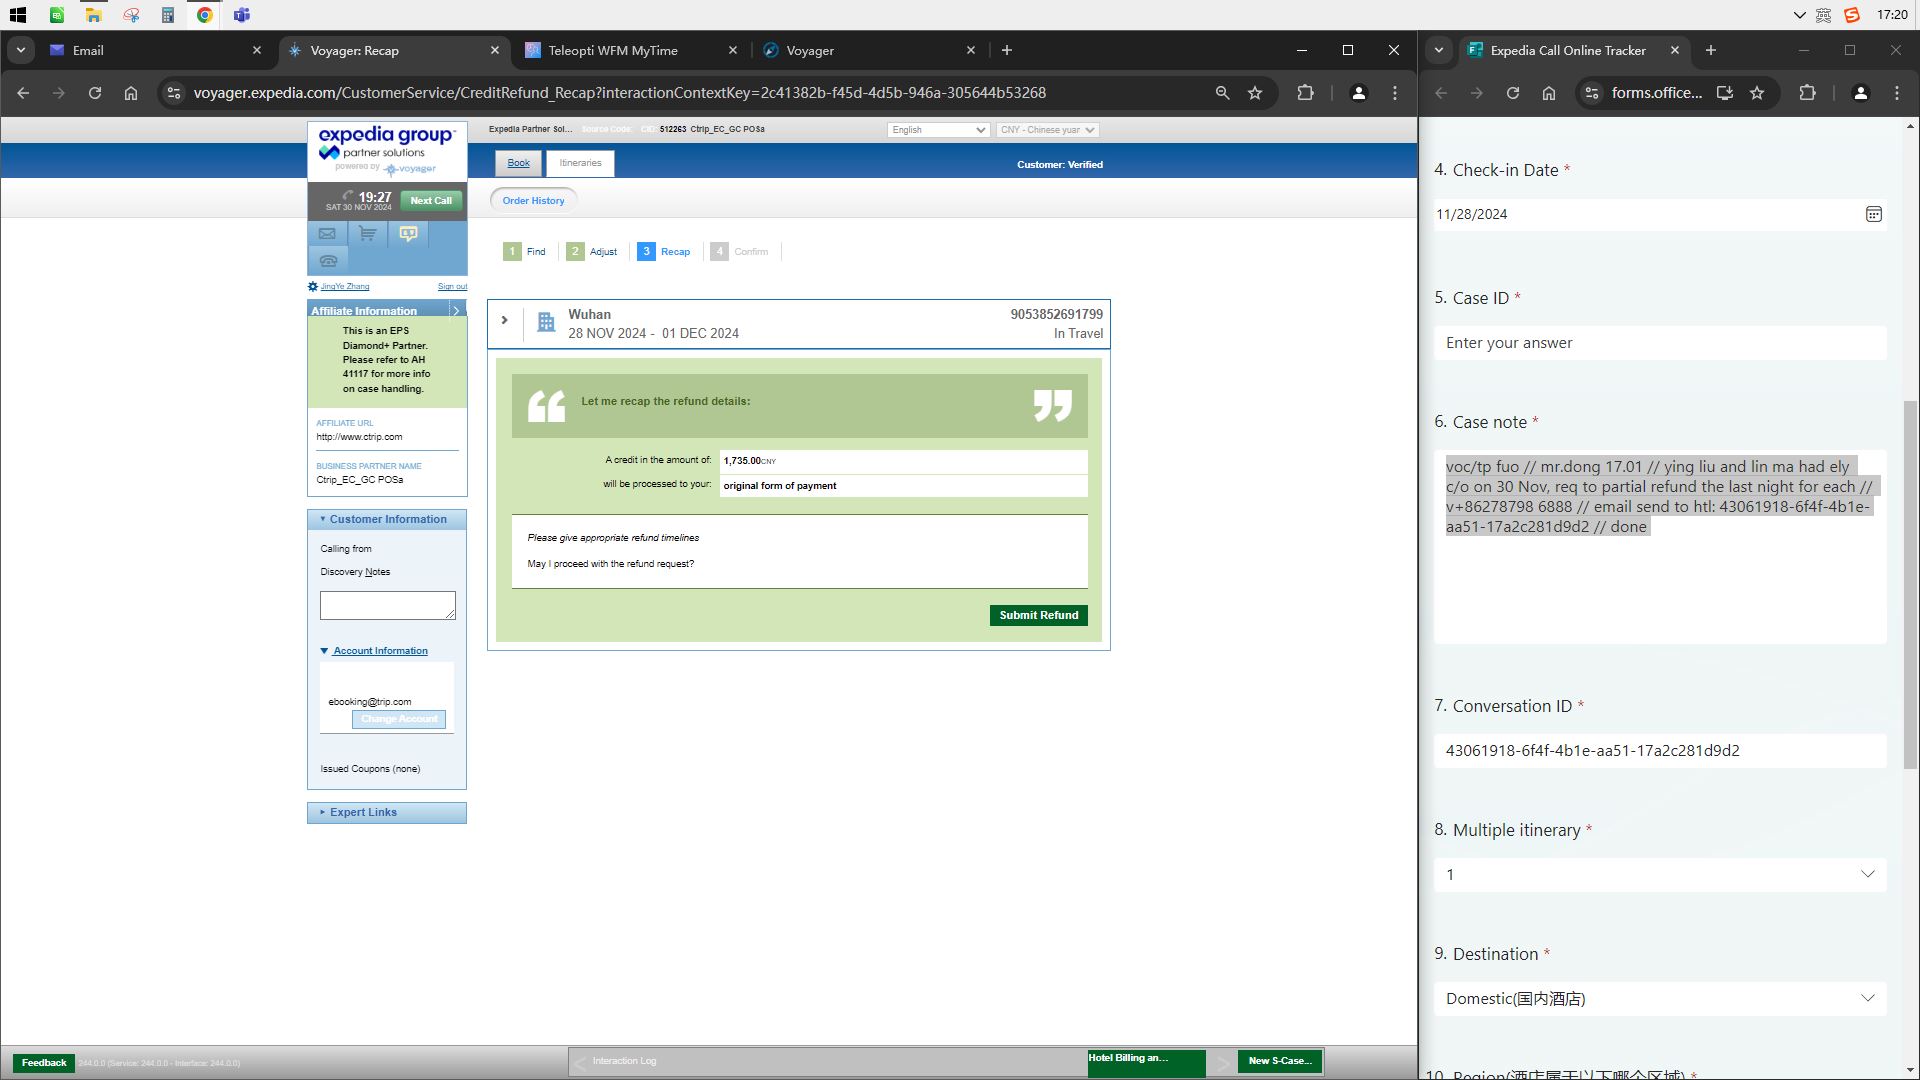 英
17:20
Email
Voyager: Recap
Teleopti WFM MyTime
Voyager
Expedia Call Online Tracker
voyager.expedia.com/CustomerService/CreditRefund_Recap?interactionContextKey=2c41382b-f45d-4d5b-946a-305644b53268
forms.office...
expedia group
partner solutions
powered by voyager
Expedia Partner Sol... Source Code: CID: 512263 Ctrip_EC_GC POSa
English
CNY - Chinese yuar
Book
Itineraries
Customer: Verified
19:27
SAT 30 NOV 2024
Next Call
Order History
1 Find
2 Adjust
3 Recap
4 Confirm
JingYe Zhang
Sign out
Affiliate Information
This is an EPS
Diamond+ Partner.
Please refer to AH
41117 for more info
on case handling.
AFFILIATE URL
http://www.ctrip.com
BUSINESS PARTNER NAME
Ctrip_EC_GC POSa
Customer Information
Calling from
Discovery Notes
Account Information
ebooking@trip.com
Change Account
Issued Coupons (none)
Expert Links
Wuhan
28 NOV 2024 - 01 DEC 2024
9053852691799
In Travel
Let me recap the refund details:
A credit in the amount of: 1,735.00CNY
will be processed to your: original form of payment
Please give appropriate refund timelines
May I proceed with the refund request?
Submit Refund
Feedback
244.0.0 (Service: 244.0.0 - Interface: 244.0.0)
Interaction Log
Hotel Billing an...
New S-Case...
4. Check-in Date *
11/28/2024
5. Case ID *
Enter your answer
6. Case note *
voc/tp fuo // mr.dong 17.01 // ying liu and lin ma had ely
c/o on 30 Nov, req to partial refund the last night for each //
v+86278798 6888 // email send to htl: 43061918-6f4f-4b1e-
aa51-17a2c281d9d2 // done
7. Conversation ID *
43061918-6f4f-4b1e-aa51-17a2c281d9d2
8. Multiple itinerary *
1
9. Destination *
Domestic(国内酒店)
10. Region(酒店属于以下哪个区域) *